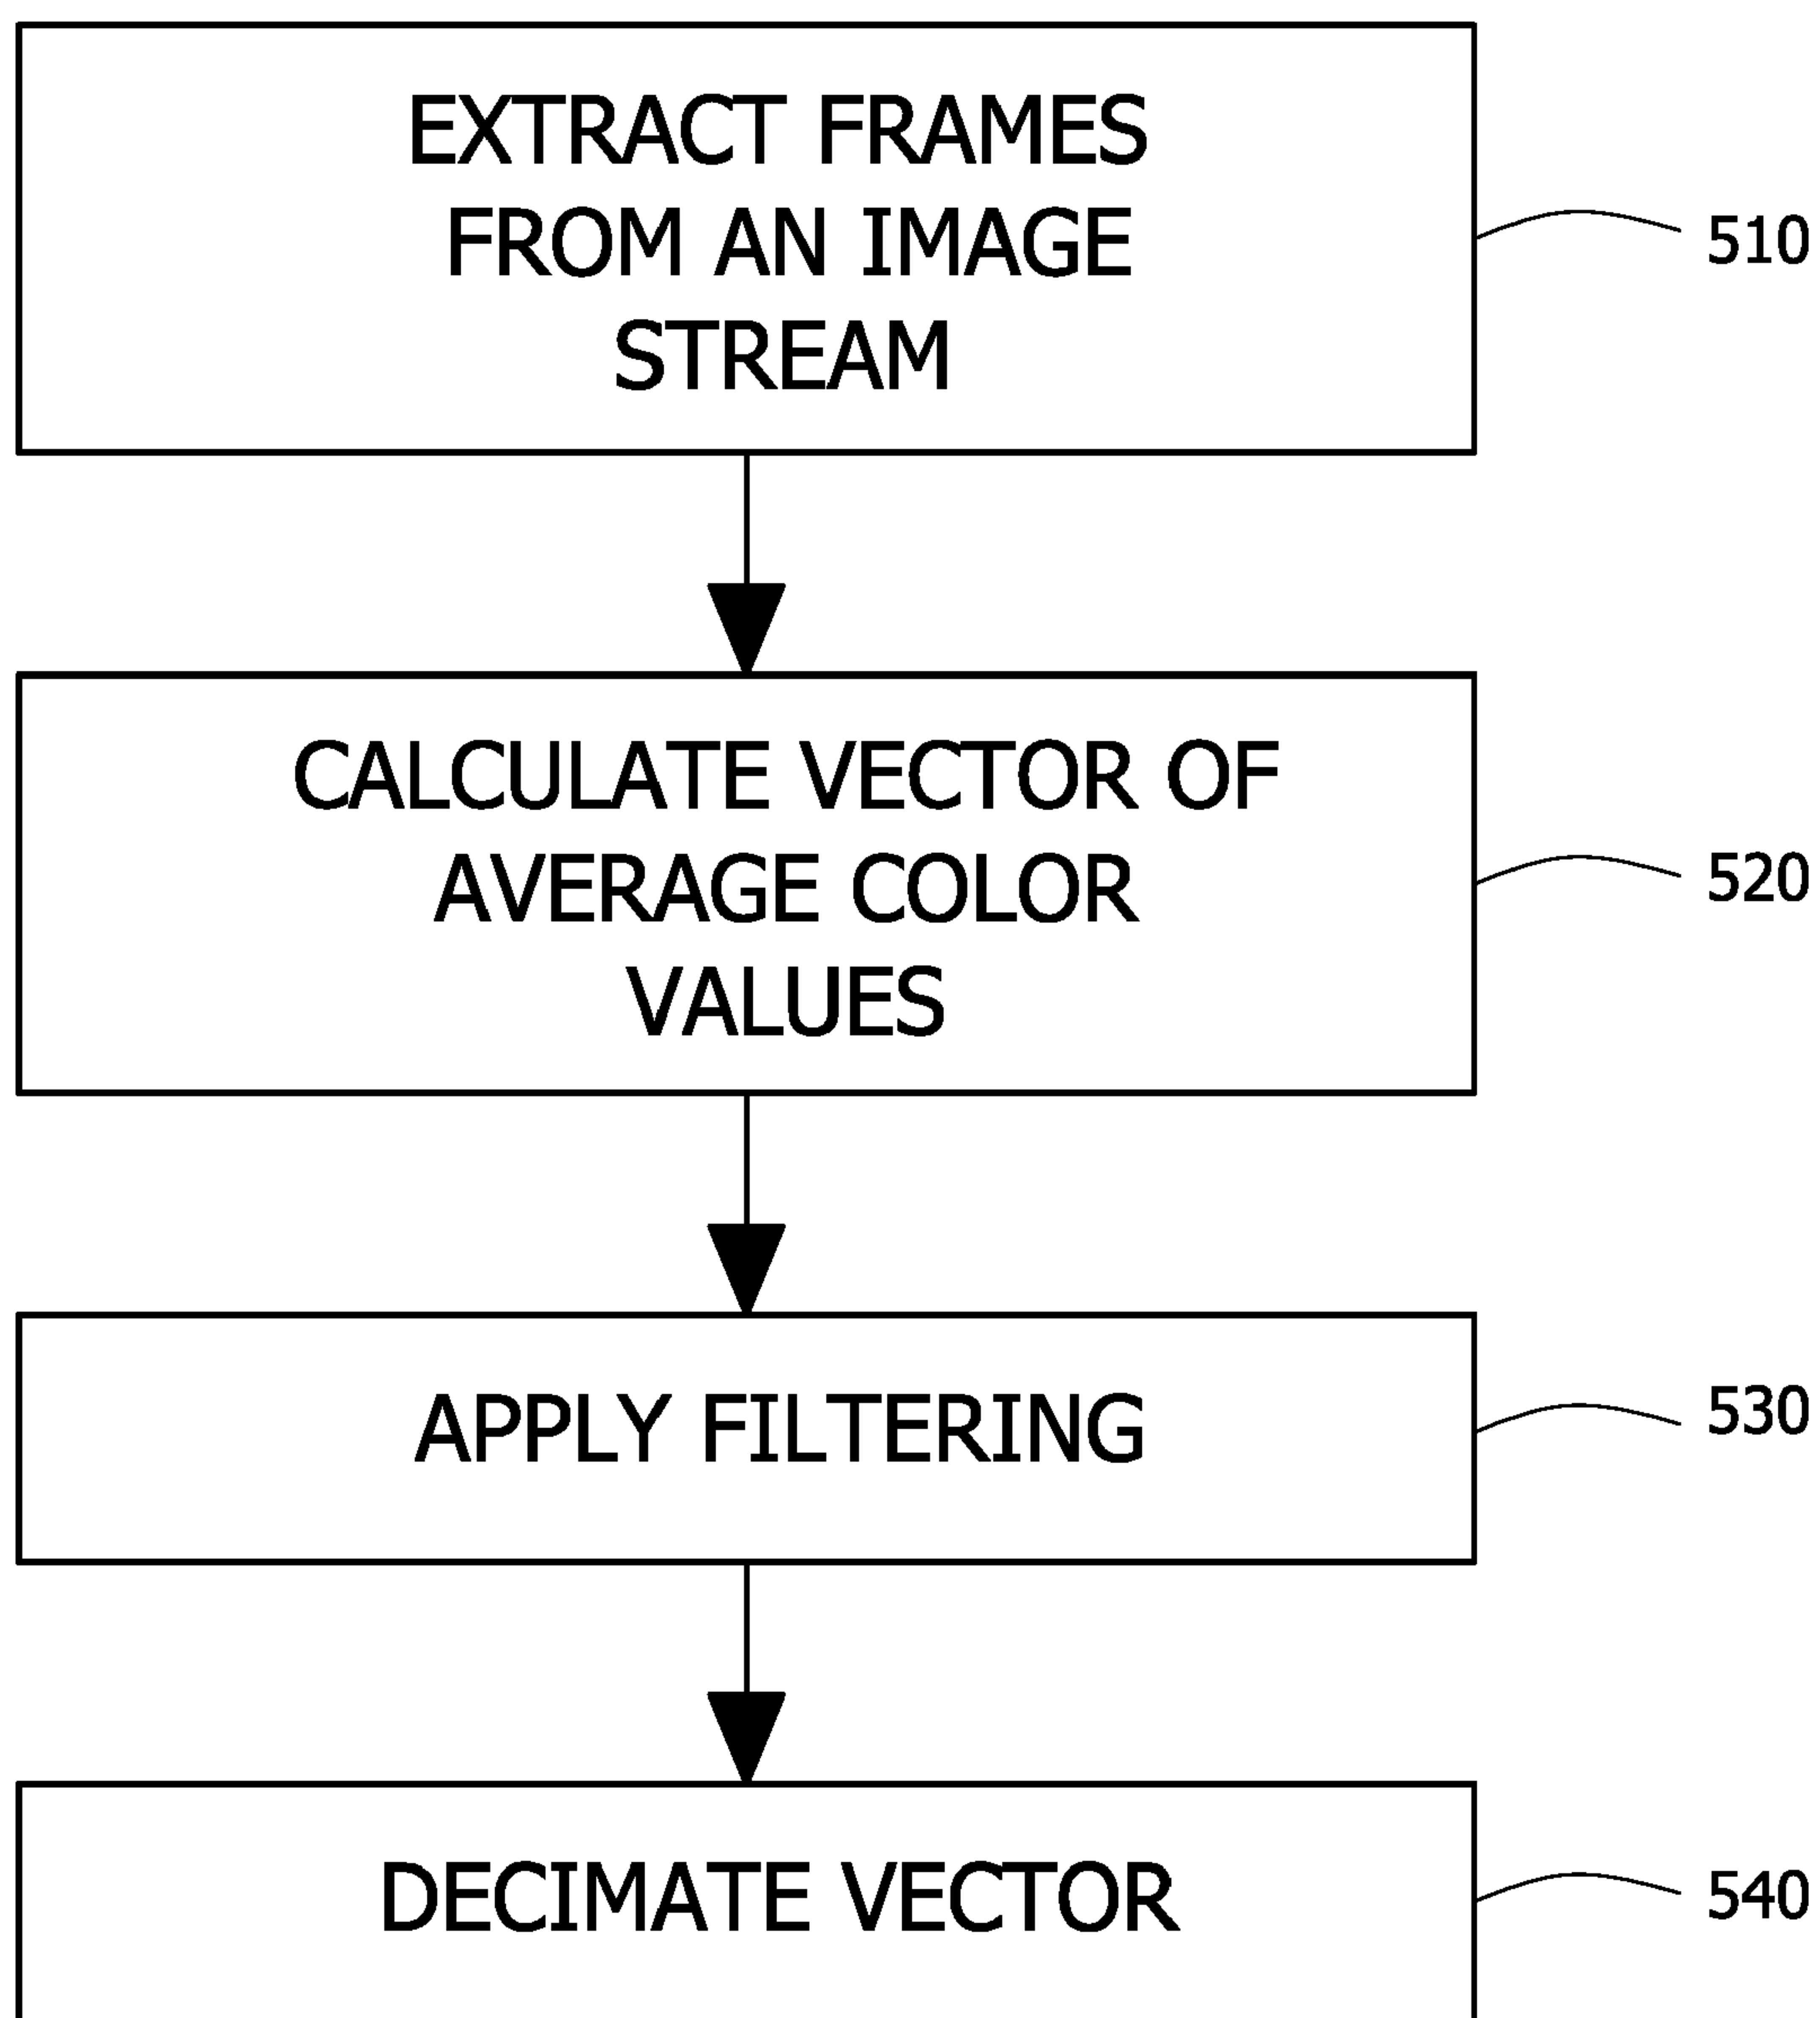 EXTRACT FRAMES
FROM AN IMAGE
STREAM
510
CALCULATE VECTOR OF
AVERAGE COLOR
VALUES
520
APPLY FILTERING
530
DECIMATE VECTOR
540